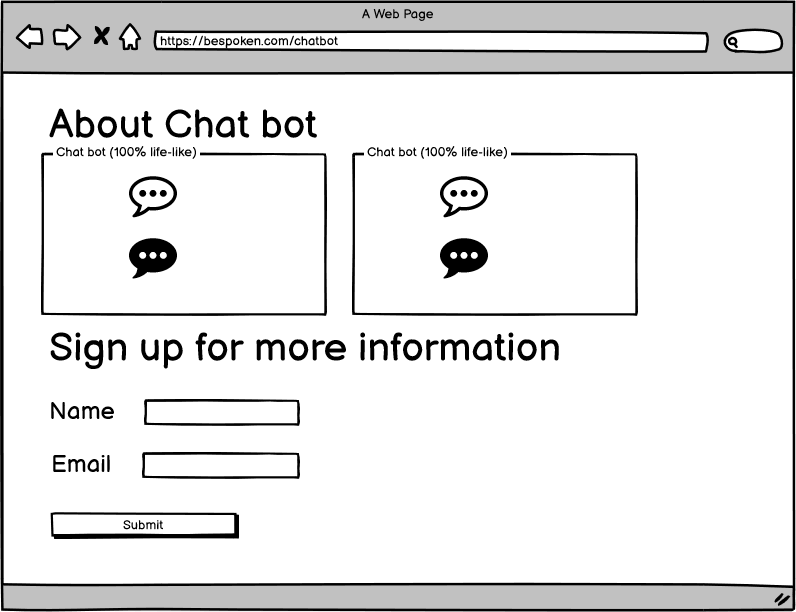 A Web Page
https://bespoken.com/chatbot
About Chat bot
Chat bot (100% life-like)
Chat bot (100% life-like)
Sign up for more information
Name
Email
Submit